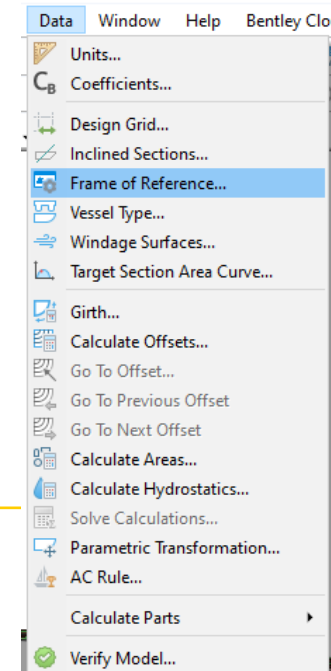 Data Window Help Bentley Clo
Units...
CB Coefficients...
Design Grid...
Inclined Sections...
Frame of Reference...
Vessel Type...
Windage Surfaces...
Target Section Area Curve...
Girth...
Calculate Offsets...
Go To Offset...
Go To Previous Offset
Go To Next Offset
Calculate Areas...
Calculate Hydrostatics...
Solve Calculations...
Parametric Transformation...
AC Rule...
Calculate Parts
Verify Model...